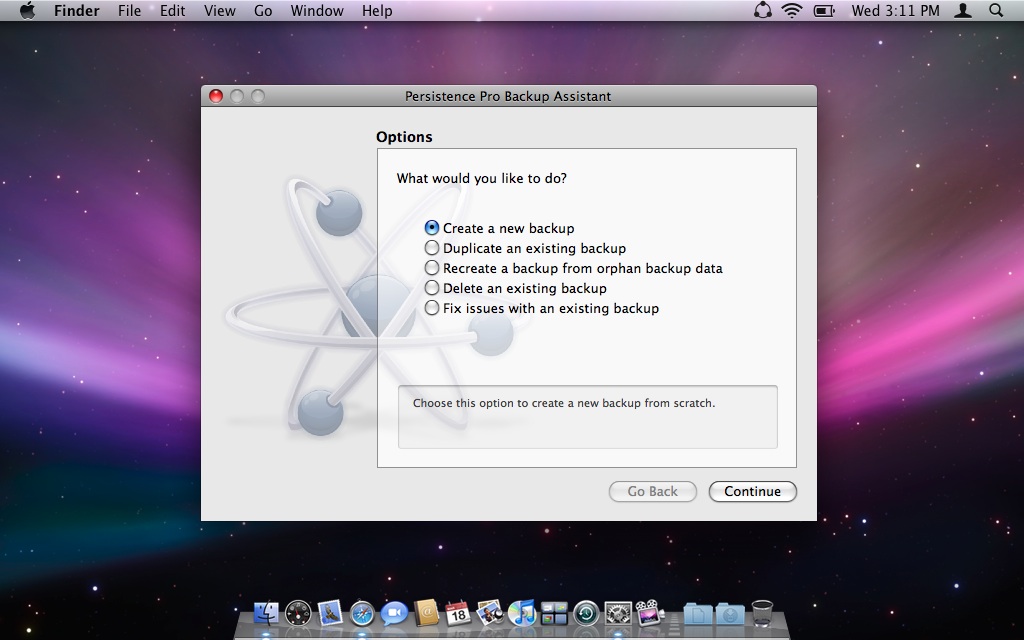 Finder File Edit View Go Window Help Wed 3:11 PM
Persistence Pro Backup Assistant
Options
What would you like to do?
Create a new backup
Duplicate an existing backup
Recreate a backup from orphan backup data
Delete an existing backup
Fix issues with an existing backup
Choose this option to create a new backup from scratch.
Go Back Continue
18